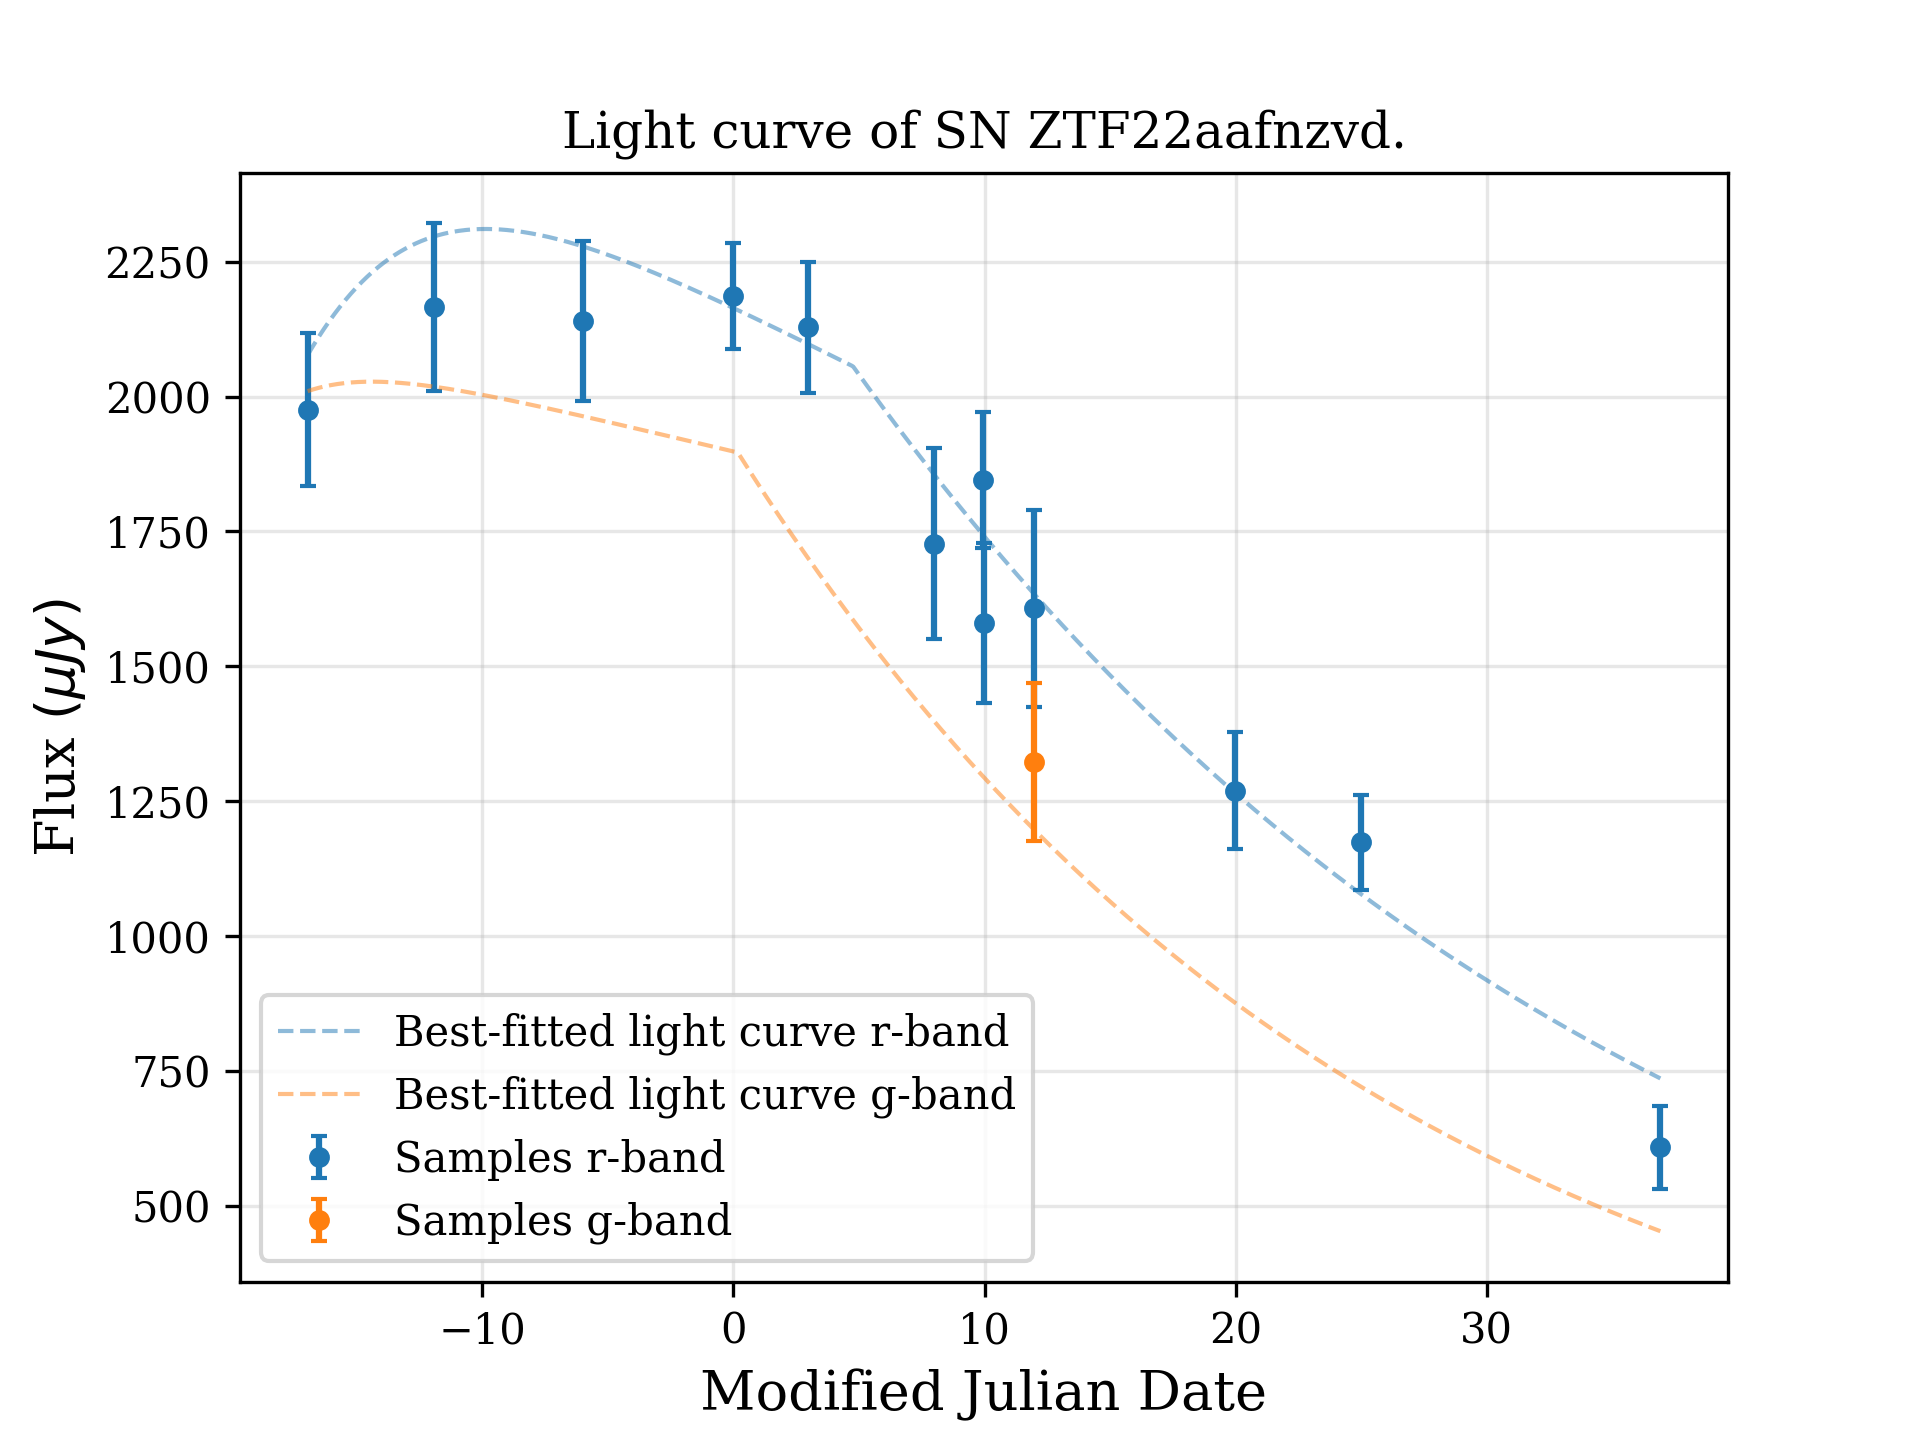 Light curve of SN ZTF22aafnzvd.
Flux (μJy)
2250
2000
1750
1500
1250
1000
750
500
Best-fitted light curve r-band
Best-fitted light curve g-band
Samples r-band
Samples g-band
−10 0 10 20 30
Modified Julian Date